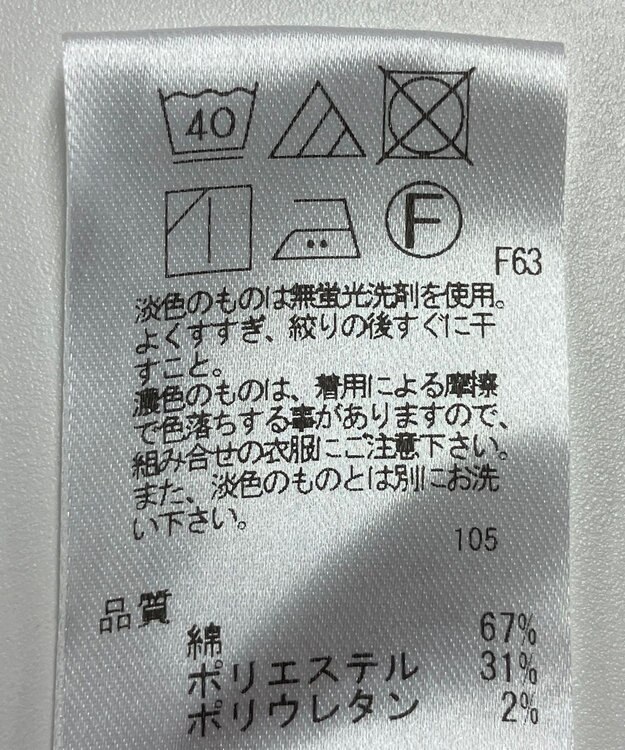 40
F
F63
淡色のものは無蛍光洗剤を使用。
よくすすぎ、絞りの後すぐに干
すこと。
濃色のものは、着用による摩擦
で色落ちする事がありますので、
組み合せの衣服にご注意下さい。
また、淡色のものとは別にお洗
い下さい。
105
品質
綿 67%
ポリエステル 31%
ポリウレタン 2%